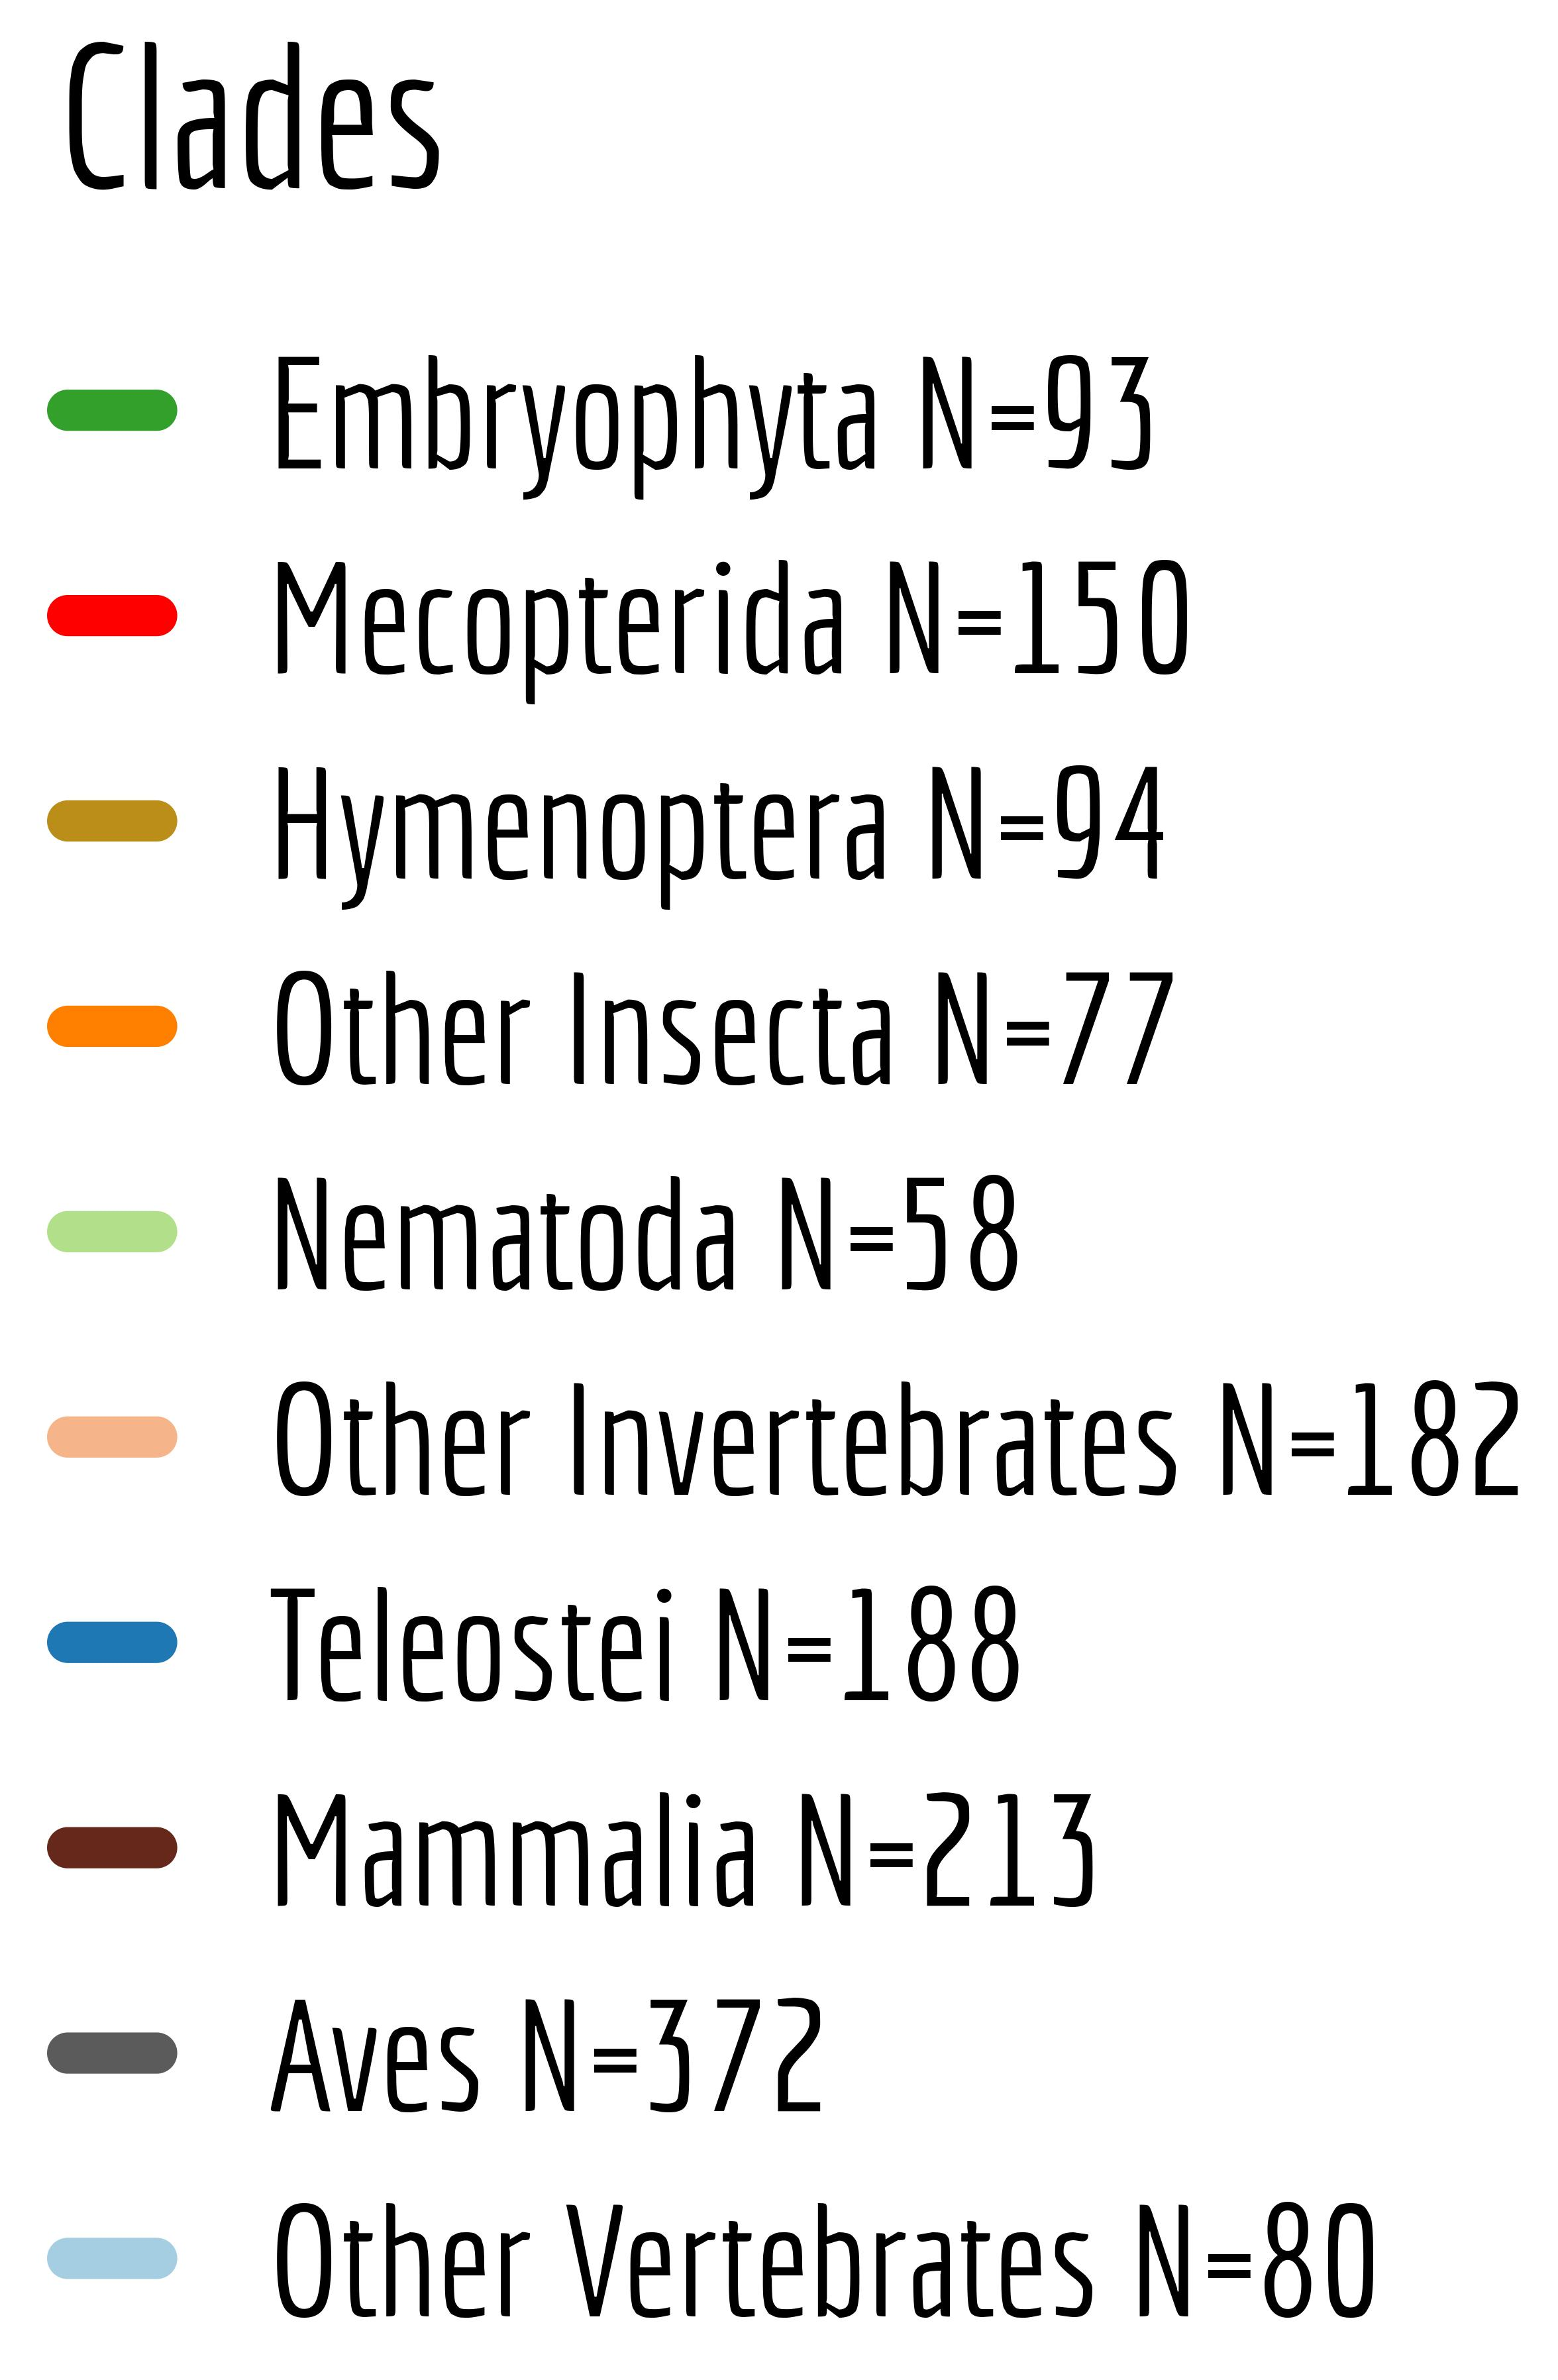 Clades
Embryophyta N=93
Mecopterida N=150
Hymenoptera N=94
Other Insecta N=77
Nematoda N=58
Other Invertebrates N=182
Teleostei N=188
Mammalia N=213
Aves N=372
Other Vertebrates N=80